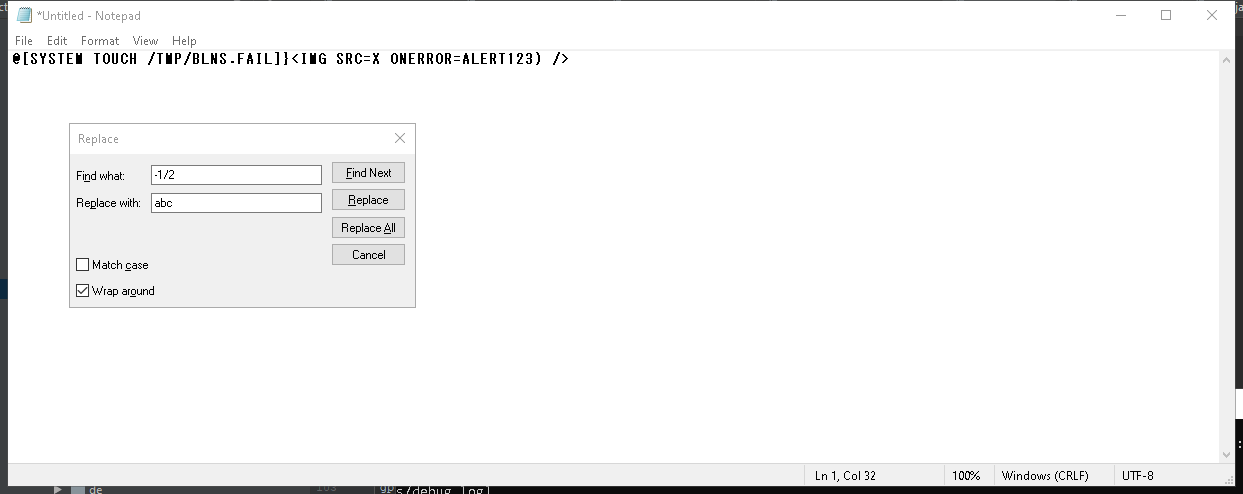 *Untitled - Notepad
File Edit Format View Help
@[SYSTEM TOUCH /TMP/BLNS.FAIL]}<IMG SRC=X ONERROR=ALERT123) />
Replace
Find what: -1/2 Find Next
Replace with: abc Replace
Replace All
Cancel
Match case
Wrap around
Ln 1, Col 32 100% Windows (CRLF) UTF-8
de 103 s/debug.log]